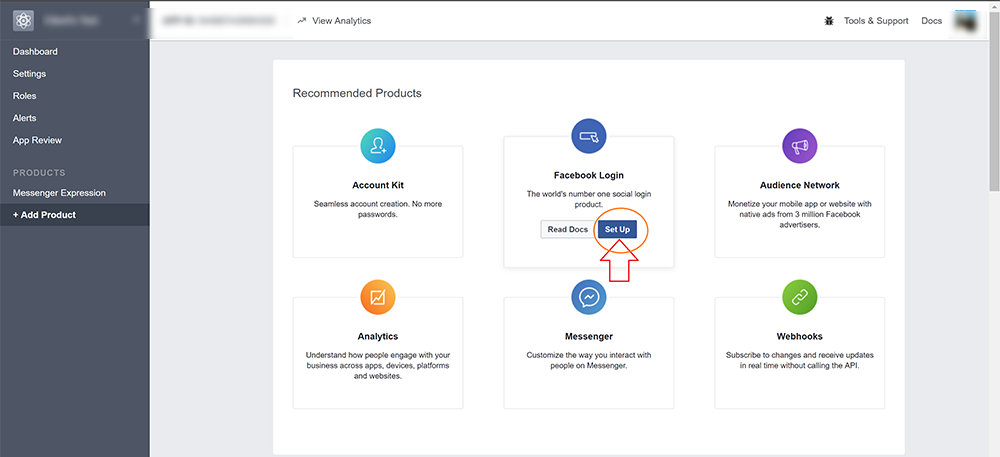 View Analytics
Tools & Support
Docs
Dashboard
Settings
Roles
Alerts
App Review
PRODUCTS
Messenger Expression
+ Add Product
Recommended Products
Account Kit
Seamless account creation. No more
passwords.
Facebook Login
The world's number one social login
product.
Read Docs
Set Up
Audience Network
Monetize your mobile app or website with
native ads from 3 million Facebook
advertisers.
Analytics
Understand how people engage with your
business across apps, devices, platforms
and websites.
Messenger
Customize the way you interact with
people on Messenger.
Webhooks
Subscribe to changes and receive updates
in real time without calling the API.